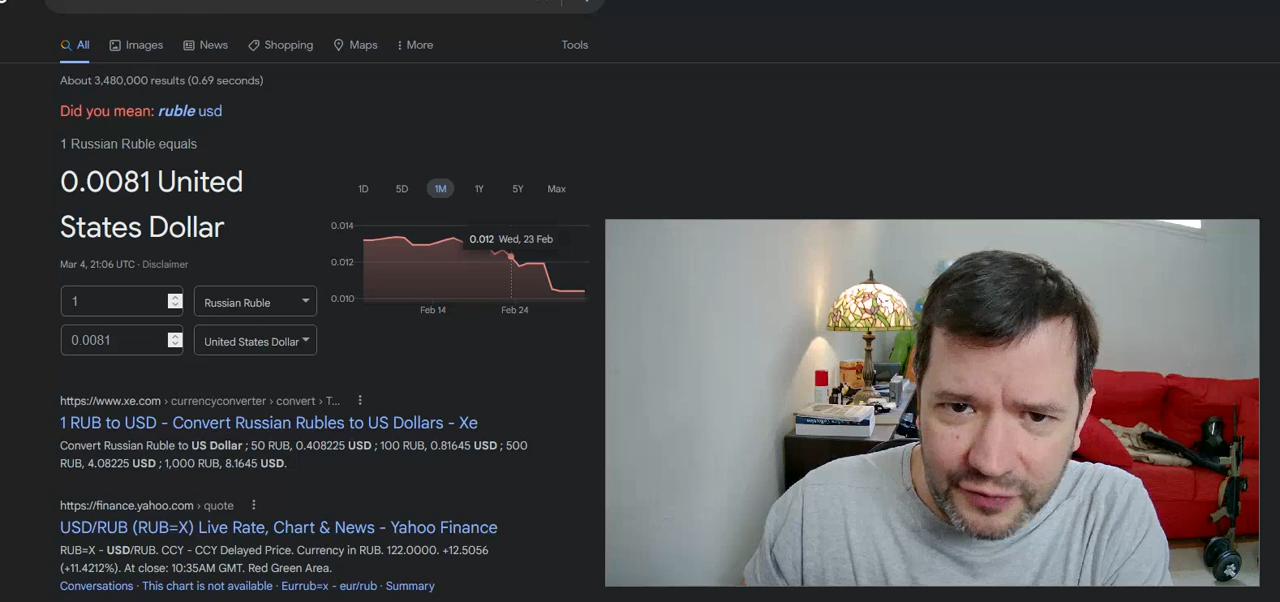 All
Images
News
Shopping
Maps
More
Tools
About 3,480,000 results (0.69 seconds)
Did you mean: ruble usd
1 Russian Ruble equals
0.0081 United
States Dollar
Mar 4, 21:06 UTC · Disclaimer
1
Russian Ruble
0.0081
United States Dollar
1D
5D
1M
1Y
5Y
Max
0.014
0.012
0.010
0.012 Wed, 23 Feb
Feb 14
Feb 24
https://www.xe.com › currencyconverter › convert › T...
1 RUB to USD - Convert Russian Rubles to US Dollars - Xe
Convert Russian Ruble to US Dollar ; 50 RUB, 0.408225 USD ; 100 RUB, 0.81645 USD ; 500
RUB, 4.08225 USD ; 1,000 RUB, 8.1645 USD.
https://finance.yahoo.com › quote
USD/RUB (RUB=X) Live Rate, Chart & News - Yahoo Finance
RUB=X - USD/RUB. CCY - CCY Delayed Price. Currency in RUB. 122.0000. +12.5056
(+11.4212%). At close: 10:35AM GMT. Red Green Area.
Conversations · This chart is not available · Eurrub=x - eur/rub · Summary